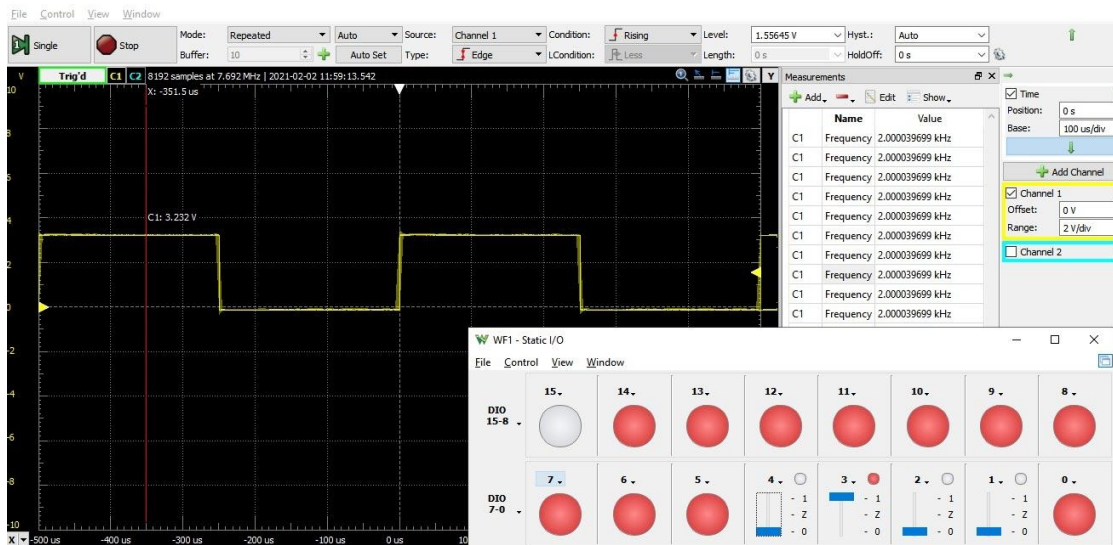 File Control View Window
Single Stop Mode: Repeated Auto Source: Channel 1 Condition: Rising Level: 1.55645 V Hyst.: Auto
Buffer: 10 Auto Set Type: Edge LCondition: Less Length: 0 s HoldOff: 0 s
V Trig'd C1 C2 8192 samples at 7.692 MHz | 2021-02-02 11:59:13.542 Y
X: -351.5 us
C1: 3.232 V
10
8
6
4
2
0
-2
-4
-6
-8
-10
X -500 us -400 us -300 us -200 us -100 us 0 us
Measurements
Add Edit Show
Name Value
C1 Frequency 2.000039699 kHz
C1 Frequency 2.000039699 kHz
C1 Frequency 2.000039699 kHz
C1 Frequency 2.000039699 kHz
C1 Frequency 2.000039699 kHz
C1 Frequency 2.000039699 kHz
C1 Frequency 2.000039699 kHz
C1 Frequency 2.000039699 kHz
C1 Frequency 2.000039699 kHz
C1 Frequency 2.000039699 kHz
Time
Position: 0 s
Base: 100 us/div
Add Channel
Channel 1
Offset: 0 V
Range: 2 V/div
Channel 2
WF1 - Static I/O
File Control View Window
15 14 13 12 11 10 9 8
DIO
15-8
7 6 5 4 3 2 1 0
DIO
7-0
- 1 - 1 - 1 - 1
- Z - Z - Z - Z
- 0 - 0 - 0 - 0